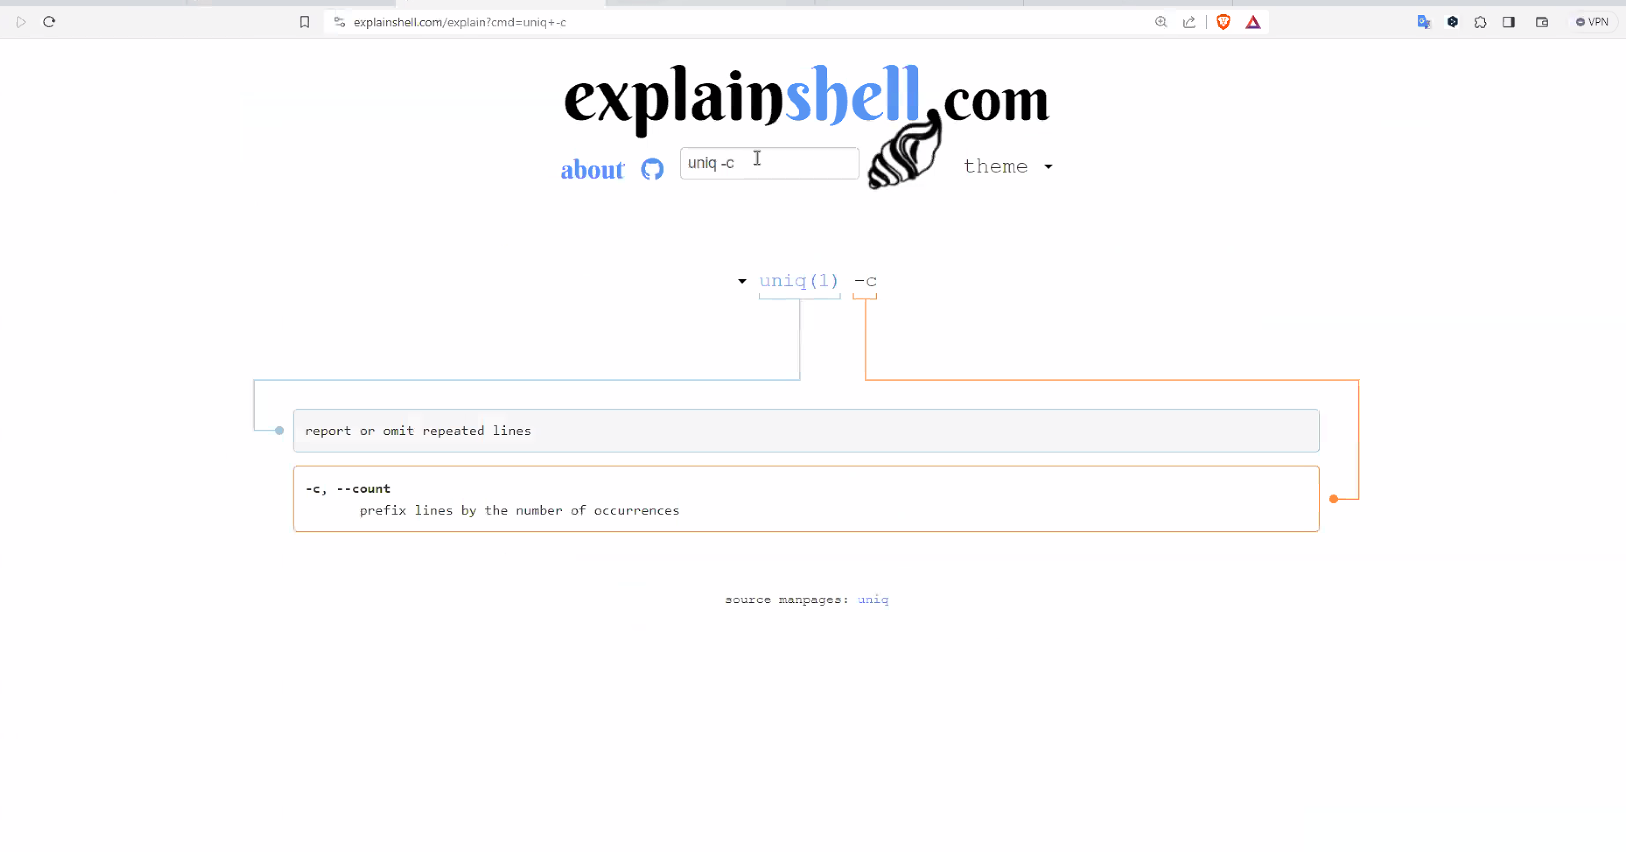 explainshell.com/explain?cmd=uniq+-c
VPN
explainshell.com
about
uniq -c
theme
uniq(1) -c
report or omit repeated lines
-c, --count
prefix lines by the number of occurrences
source manpages: uniq